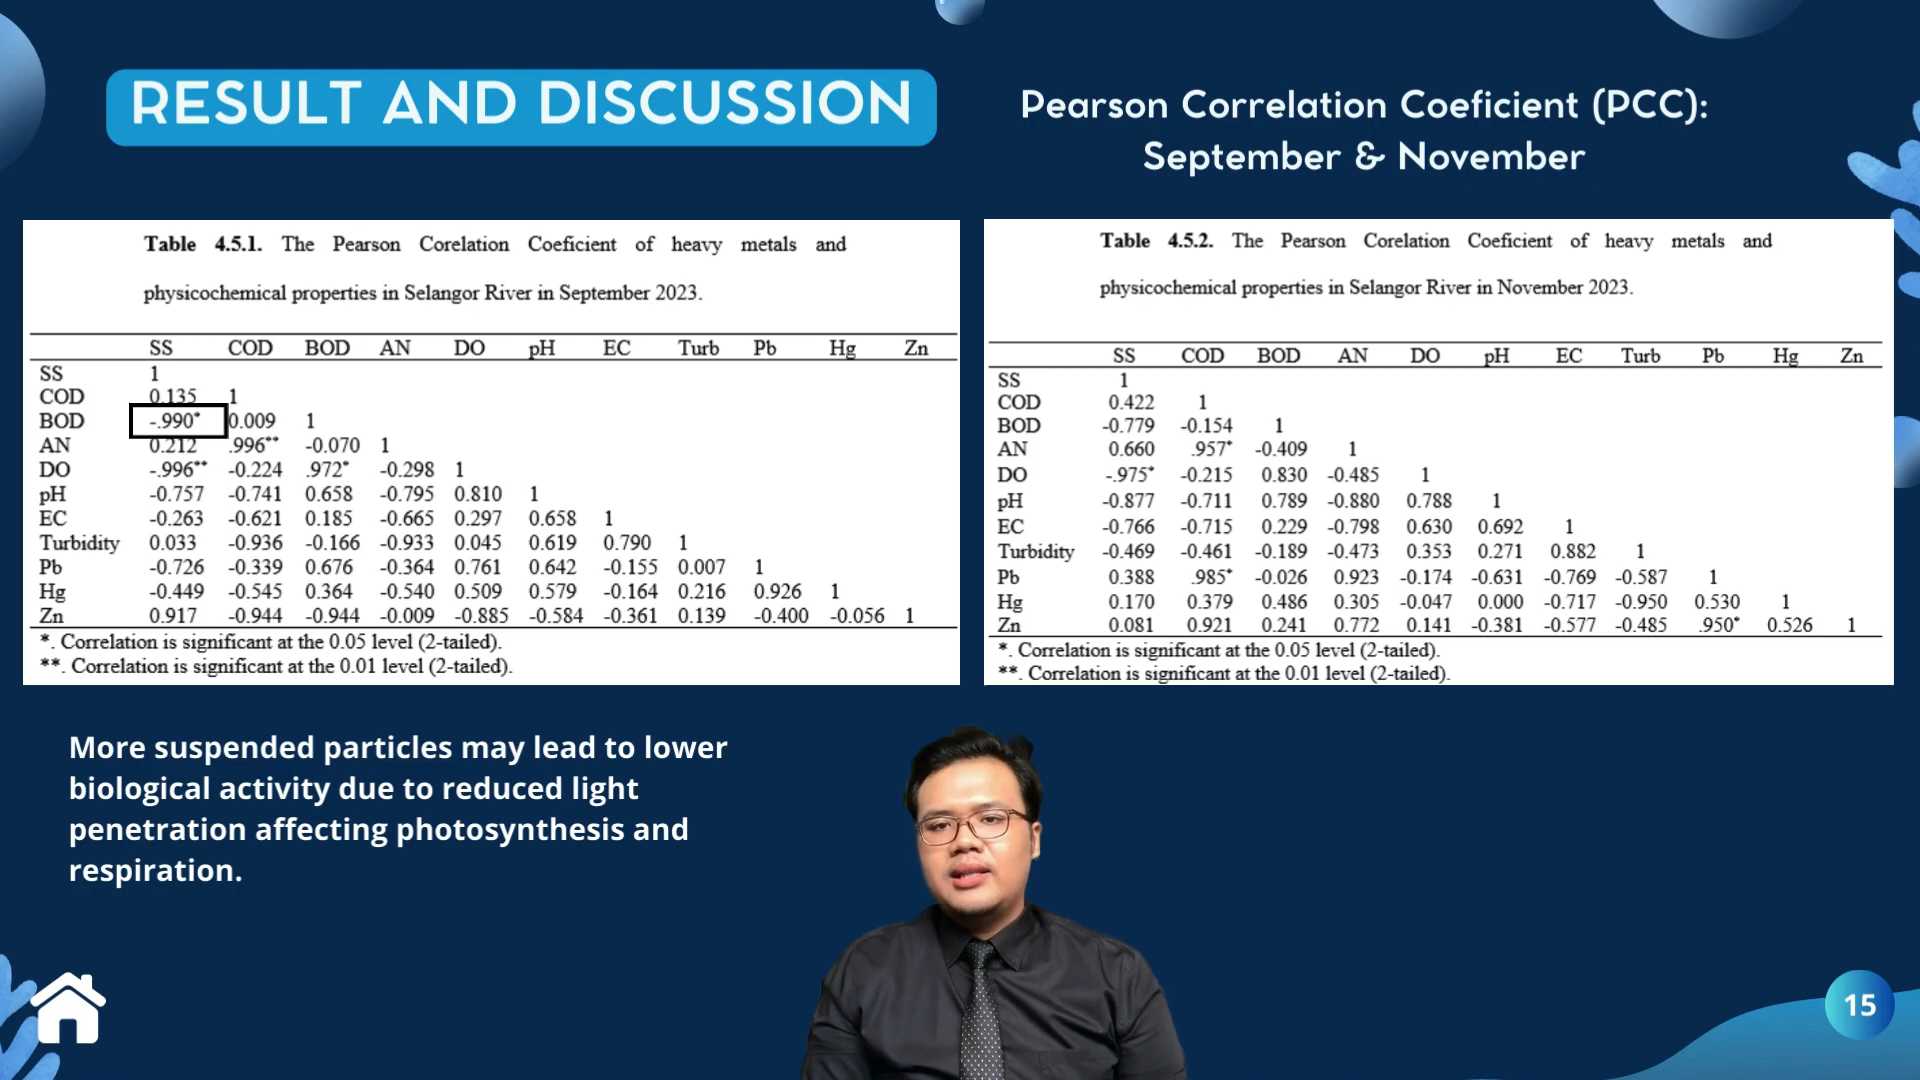 RESULT AND DISCUSSION
Pearson Correlation Coeficient (PCC):
September & November
Table 4.5.1. The Pearson Corelation Coeficient of heavy metals and
physicochemical properties in Selangor River in September 2023.
SS COD BOD AN DO pH EC Turb Pb Hg Zn
SS 1
COD 0.135 1
BOD -.990* 0.009 1
AN 0.212 .996** -0.070 1
DO -.996** -0.224 .972* -0.298 1
pH -0.757 -0.741 0.658 -0.795 0.810 1
EC -0.263 -0.621 0.185 -0.665 0.297 0.658 1
Turbidity 0.033 -0.936 -0.166 -0.933 0.045 0.619 0.790 1
Pb -0.726 -0.339 0.676 -0.364 0.761 0.642 -0.155 0.007 1
Hg -0.449 -0.545 0.364 -0.540 0.509 0.579 -0.164 0.216 0.926 1
Zn 0.917 -0.944 -0.944 -0.009 -0.885 -0.584 -0.361 0.139 -0.400 -0.056 1
*. Correlation is significant at the 0.05 level (2-tailed).
**. Correlation is significant at the 0.01 level (2-tailed).
Table 4.5.2. The Pearson Corelation Coeficient of heavy metals and
physicochemical properties in Selangor River in November 2023.
SS COD BOD AN DO pH EC Turb Pb Hg Zn
SS 1
COD 0.422 1
BOD -0.779 -0.154 1
AN 0.660 .957* -0.409 1
DO -.975* -0.215 0.830 -0.485 1
pH -0.877 -0.711 0.789 -0.880 0.788 1
EC -0.766 -0.715 0.229 -0.798 0.630 0.692 1
Turbidity -0.469 -0.461 -0.189 -0.473 0.353 0.271 0.882 1
Pb 0.388 .985* -0.026 0.923 -0.174 -0.631 -0.769 -0.587 1
Hg 0.170 0.379 0.486 0.305 -0.047 0.000 -0.717 -0.950 0.530 1
Zn 0.081 0.921 0.241 0.772 0.141 -0.381 -0.577 -0.485 .950* 0.526 1
*. Correlation is significant at the 0.05 level (2-tailed).
**. Correlation is significant at the 0.01 level (2-tailed).
More suspended particles may lead to lower
biological activity due to reduced light
penetration affecting photosynthesis and
respiration.
15